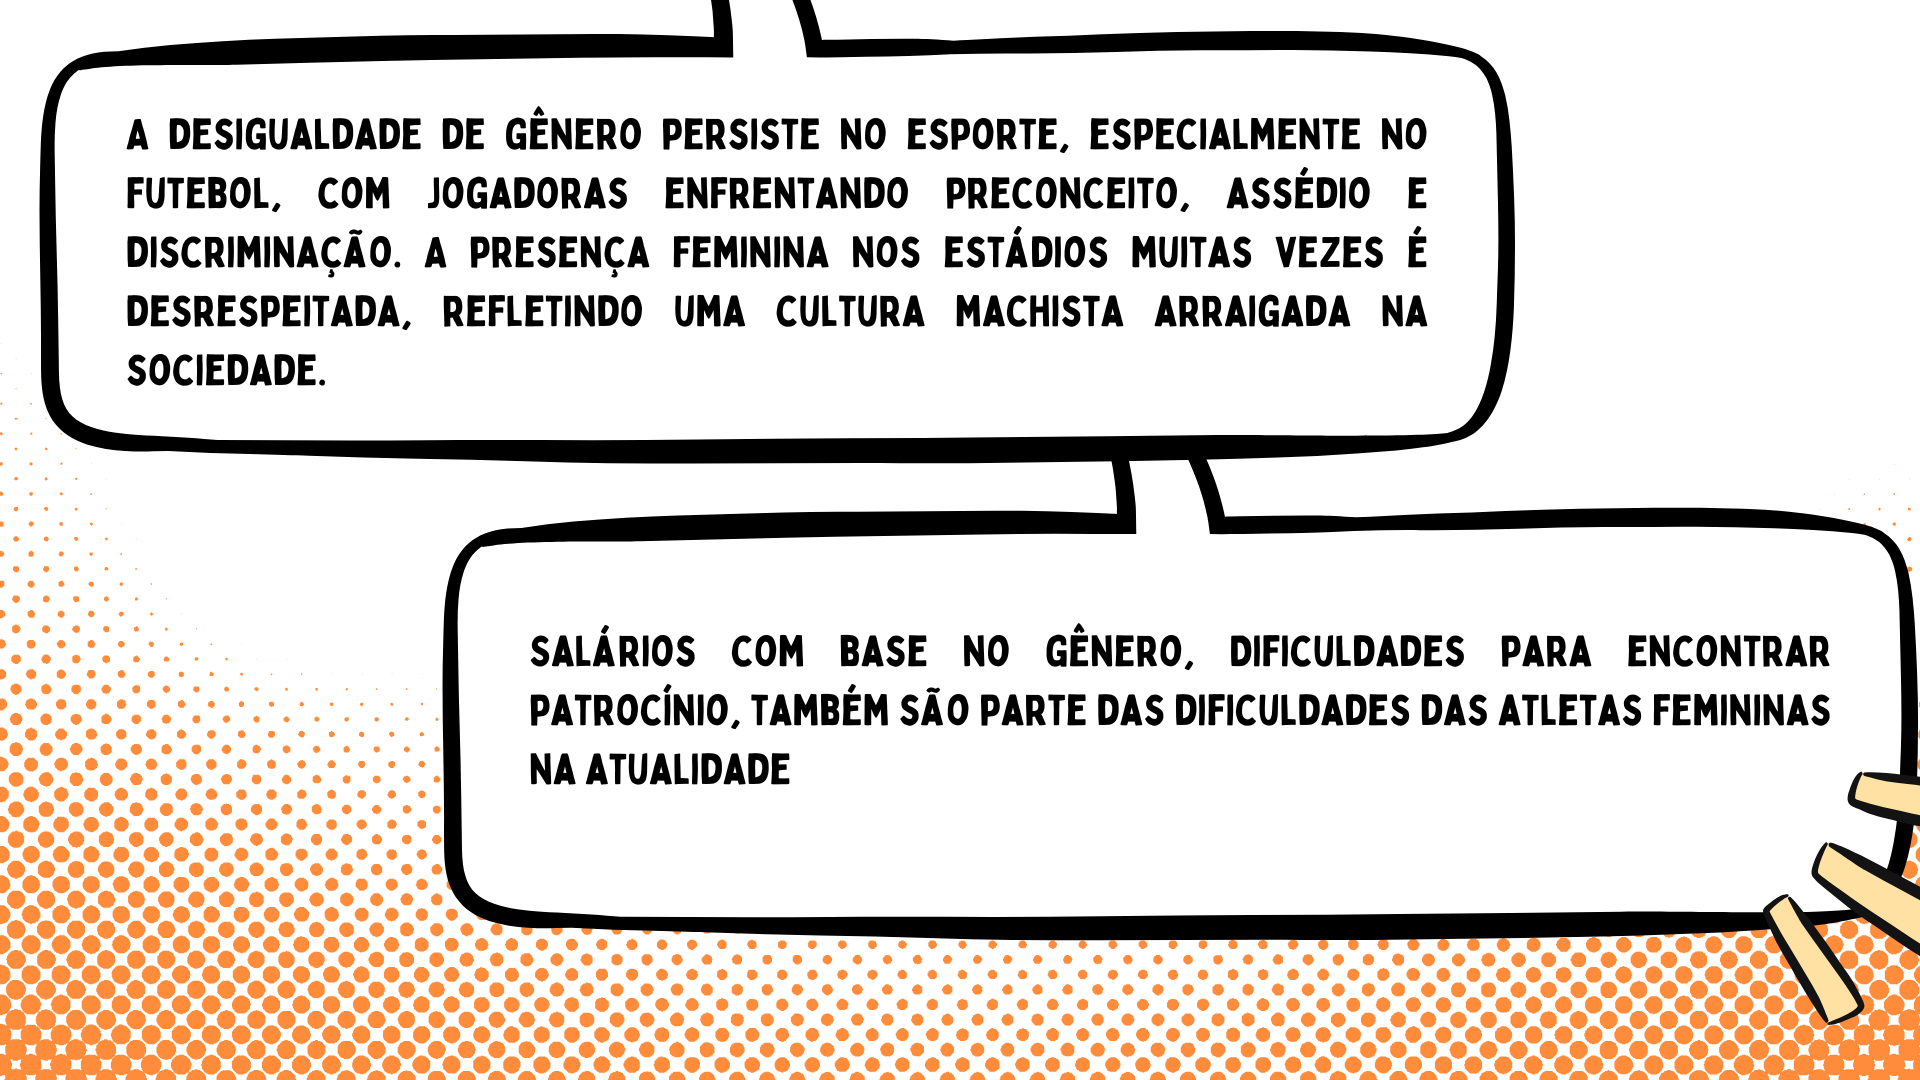 A DESIGUALDADE DE GÊNERO PERSISTE NO ESPORTE, ESPECIALMENTE NO
FUTEBOL, COM JOGADORAS ENFRENTANDO PRECONCEITO, ASSÉDIO E
DISCRIMINAÇÃO. A PRESENÇA FEMININA NOS ESTÁDIOS MUITAS VEZES É
DESRESPEITADA, REFLETINDO UMA CULTURA MACHISTA ARRAIGADA NA
SOCIEDADE.
SALÁRIOS COM BASE NO GÊNERO, DIFICULDADES PARA ENCONTRAR
PATROCÍNIO, TAMBÉM SÃO PARTE DAS DIFICULDADES DAS ATLETAS FEMININAS
NA ATUALIDADE